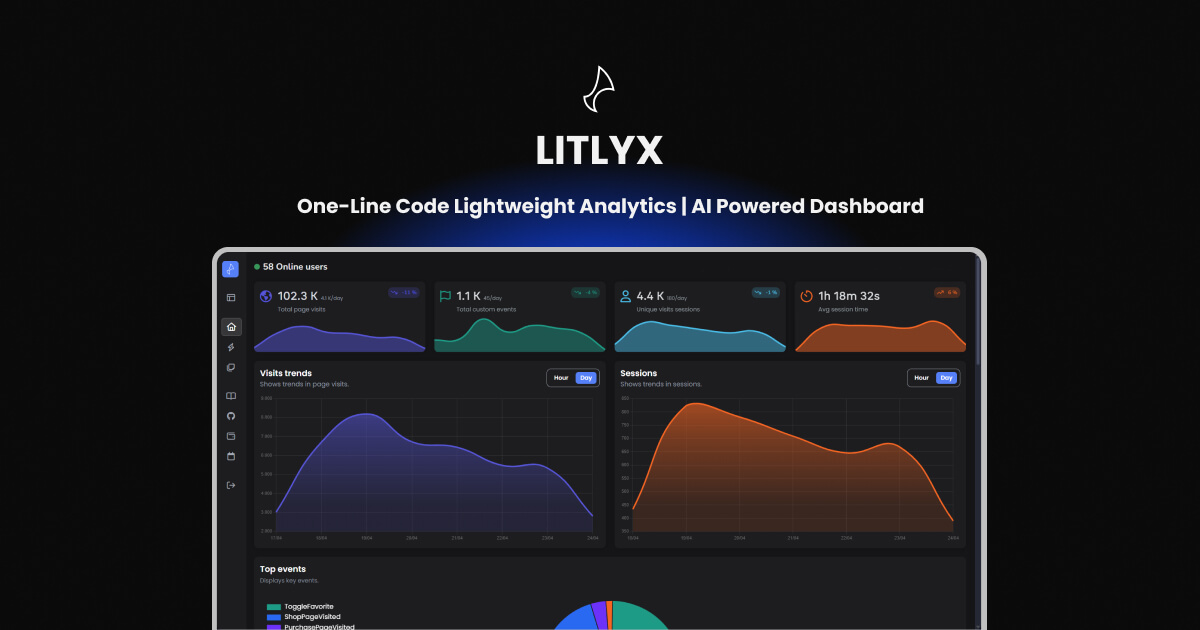 LITLYX
One-Line Code Lightweight Analytics | AI Powered Dashboard
58 Online users
102.3 K
Total page visits
1.1 K 45/day
Total custom events
4.4 K
Unique visits sessions
1h 18m 32s
Avg session time
Visits trends
Shows trends in page visits.
Hour Day
Sessions
Shows trends in sessions.
Hour Day
Top events
Displays key events.
ToggleFavorite
ShopPageVisited
PurchasePageVisited